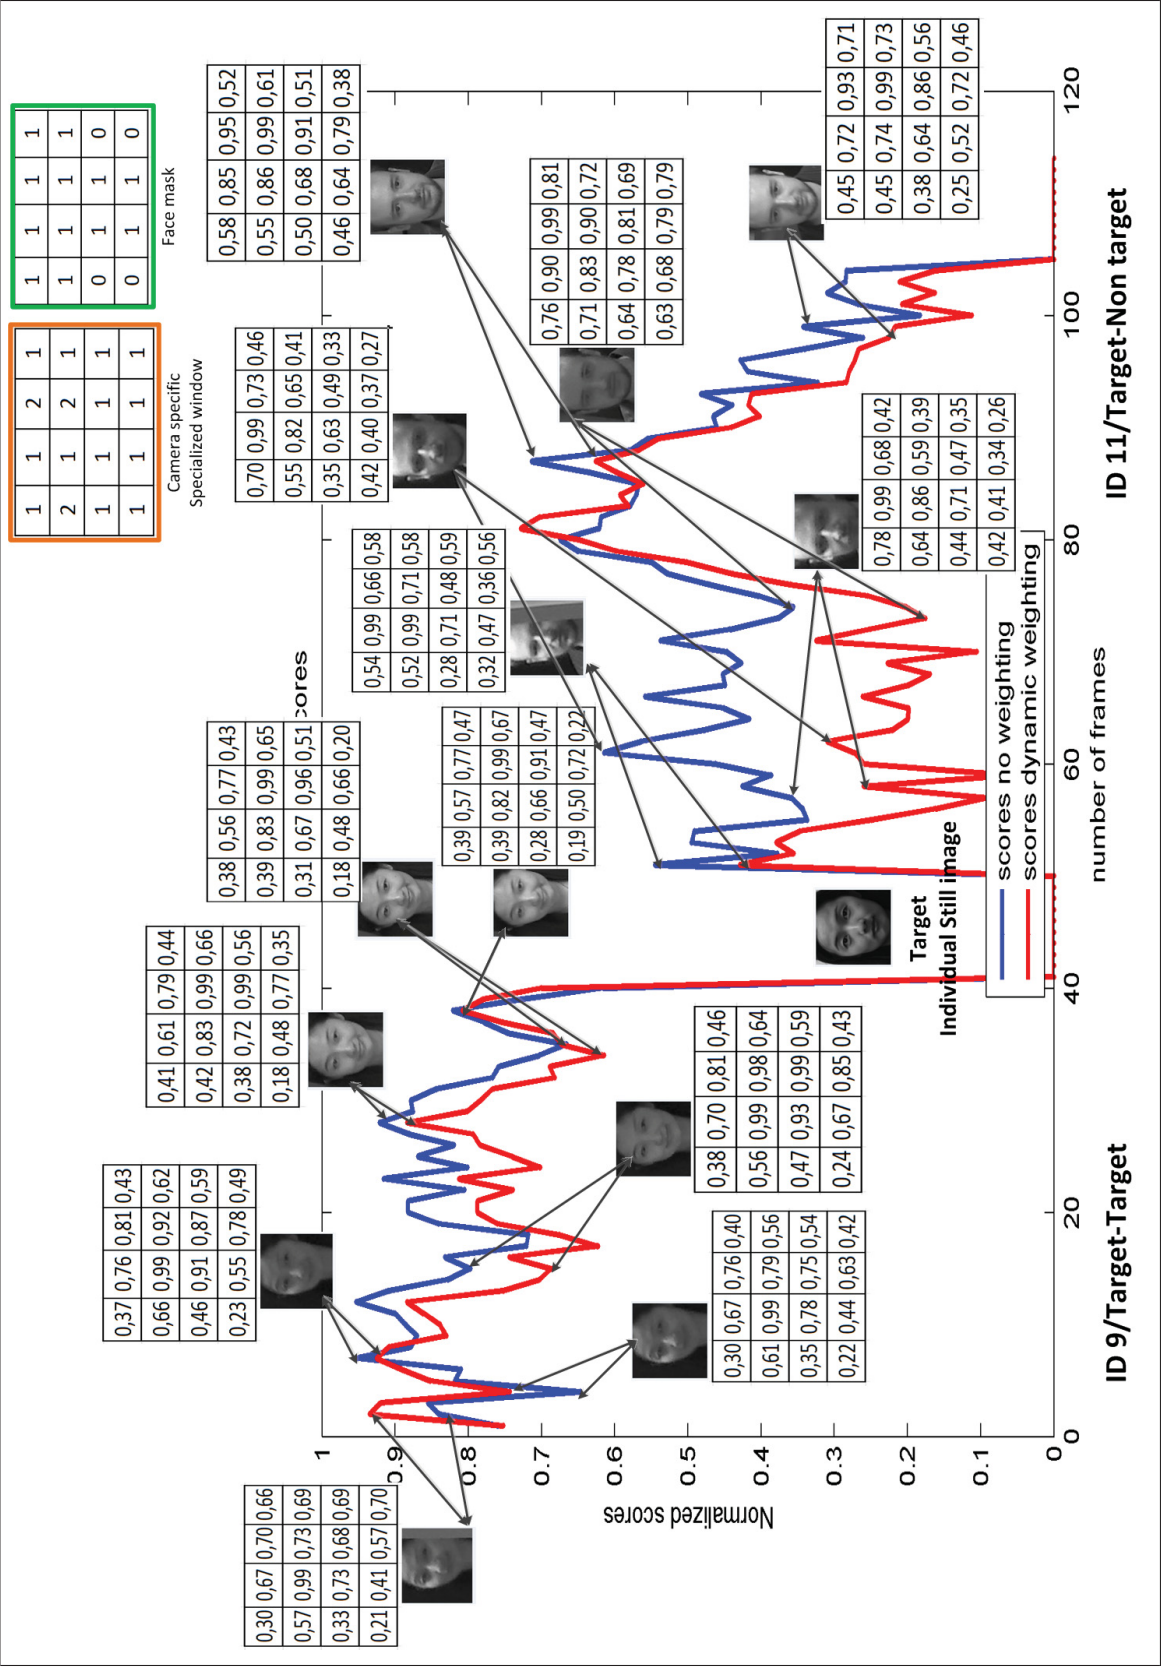 1 1 2 1
2 1 2 1
1 1 1 1
1 1 1 1
Camera specific
Specialized window
1 1 1 1
1 1 1 1
0 1 1 0
0 1 1 0
Face mask
0,37 0,76 0,81 0,43
0,66 0,99 0,92 0,62
0,46 0,91 0,87 0,59
0,23 0,55 0,78 0,49
0,41 0,61 0,79 0,44
0,42 0,83 0,99 0,66
0,38 0,72 0,99 0,56
0,18 0,48 0,77 0,35
0,38 0,56 0,77 0,43
0,39 0,83 0,99 0,65
0,31 0,67 0,96 0,51
0,18 0,48 0,66 0,20
0,70 0,99 0,73 0,46
0,55 0,82 0,65 0,41
0,35 0,63 0,49 0,33
0,42 0,40 0,37 0,27
0,58 0,85 0,95 0,52
0,55 0,86 0,99 0,61
0,50 0,68 0,91 0,51
0,46 0,64 0,79 0,38
0,30 0,67 0,70 0,66
0,57 0,99 0,73 0,69
0,33 0,73 0,68 0,69
0,21 0,41 0,57 0,70
cores
0,54 0,99 0,66 0,58
0,52 0,99 0,71 0,58
0,28 0,71 0,48 0,59
0,32 0,47 0,36 0,56
0,39 0,57 0,77 0,47
0,39 0,82 0,99 0,67
0,28 0,66 0,91 0,47
0,19 0,50 0,72 0,22
0,76 0,90 0,99 0,81
0,71 0,83 0,90 0,72
0,64 0,78 0,81 0,69
0,63 0,68 0,79 0,79
0,30 0,67 0,76 0,40
0,61 0,99 0,79 0,56
0,35 0,78 0,75 0,54
0,22 0,44 0,63 0,42
0,38 0,70 0,81 0,46
0,56 0,99 0,98 0,64
0,47 0,93 0,99 0,59
0,24 0,67 0,85 0,43
0,78 0,99 0,68 0,42
0,64 0,86 0,59 0,39
0,44 0,71 0,47 0,35
0,42 0,41 0,34 0,26
0,45 0,72 0,93 0,71
0,45 0,74 0,99 0,73
0,38 0,64 0,86 0,56
0,25 0,52 0,72 0,46
Normalized scores
1
0.9
0.8
0.7
0.6
0.5
0.4
0.3
0.2
0.1
0
Target
Individual Still image
scores no weighting
scores dynamic weighting
0 20 40 60 80 100 120
number of frames
ID 9/Target-Target
ID 11/Target-Non target